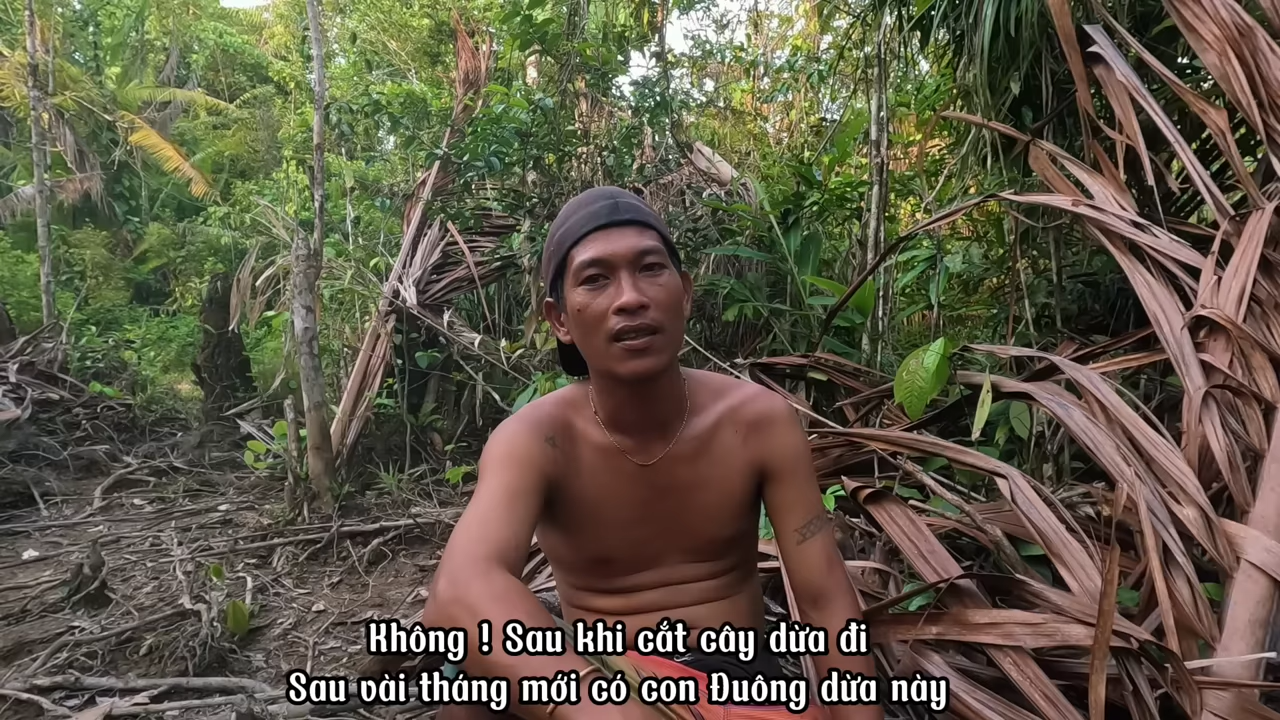 Không ! Sau khi cắt cây dừa đi
Sau vài tháng mới có con Đuông dừa này